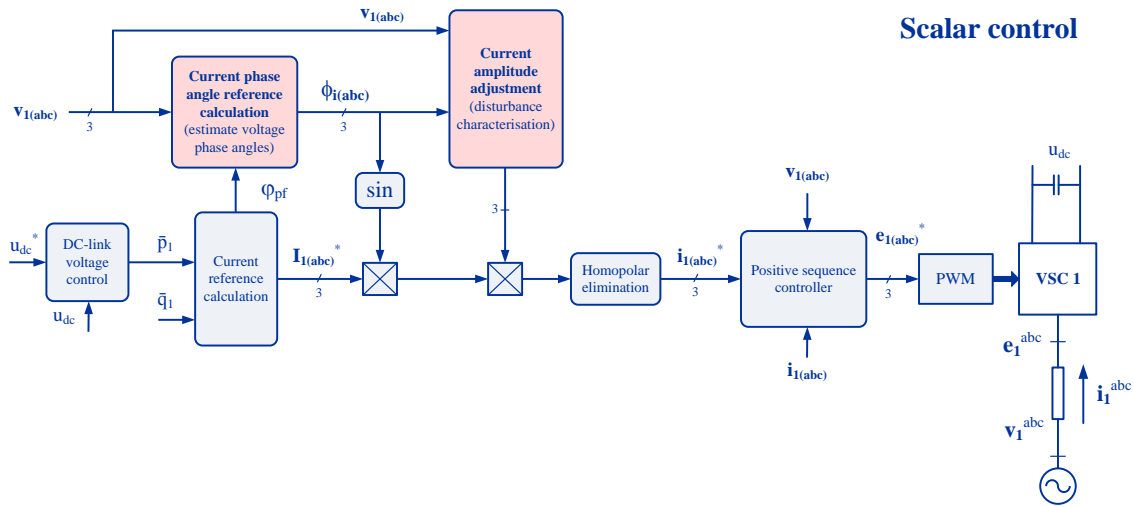 Scalar control
v1(abc)
v1(abc)
3
Current phase
angle reference
calculation
(estimate voltage
phase angles)
ϕi(abc)
3
Current
amplitude
adjustment
(disturbance
characterisation)
sin
3
φpf
udc*
DC-link
voltage
control
udc
p̄1
q̄1
Current
reference
calculation
I1(abc)*
3
Homopolar
elimination
i1(abc)*
3
v1(abc)
Positive sequence
controller
i1(abc)
e1(abc)*
3
PWM
udc
VSC 1
e1abc
i1abc
v1abc